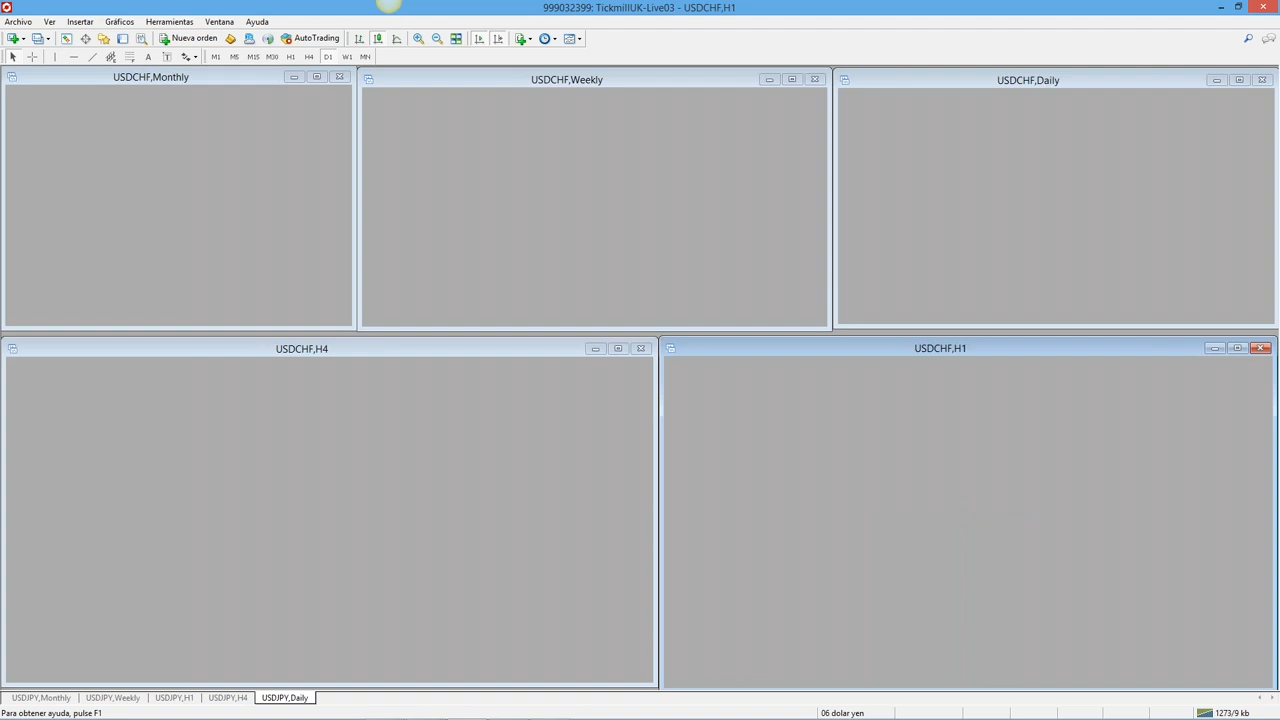 999032399: TickmillUK-Live03 - USDCHF,H1
Archivo Ver Insertar Gráficos Herramientas Ventana Ayuda
Nueva orden AutoTrading
A T M1 M5 M15 M30 H1 H4 D1 W1 MN
USDCHF,Monthly
USDCHF,Weekly
USDCHF,Daily
USDCHF,H4
USDCHF,H1
USDJPY,Monthly USDJPY,Weekly USDJPY,H1 USDJPY,H4 USDJPY,Daily
Para obtener ayuda, pulse F1 06 dolar yen 1273/9 kb